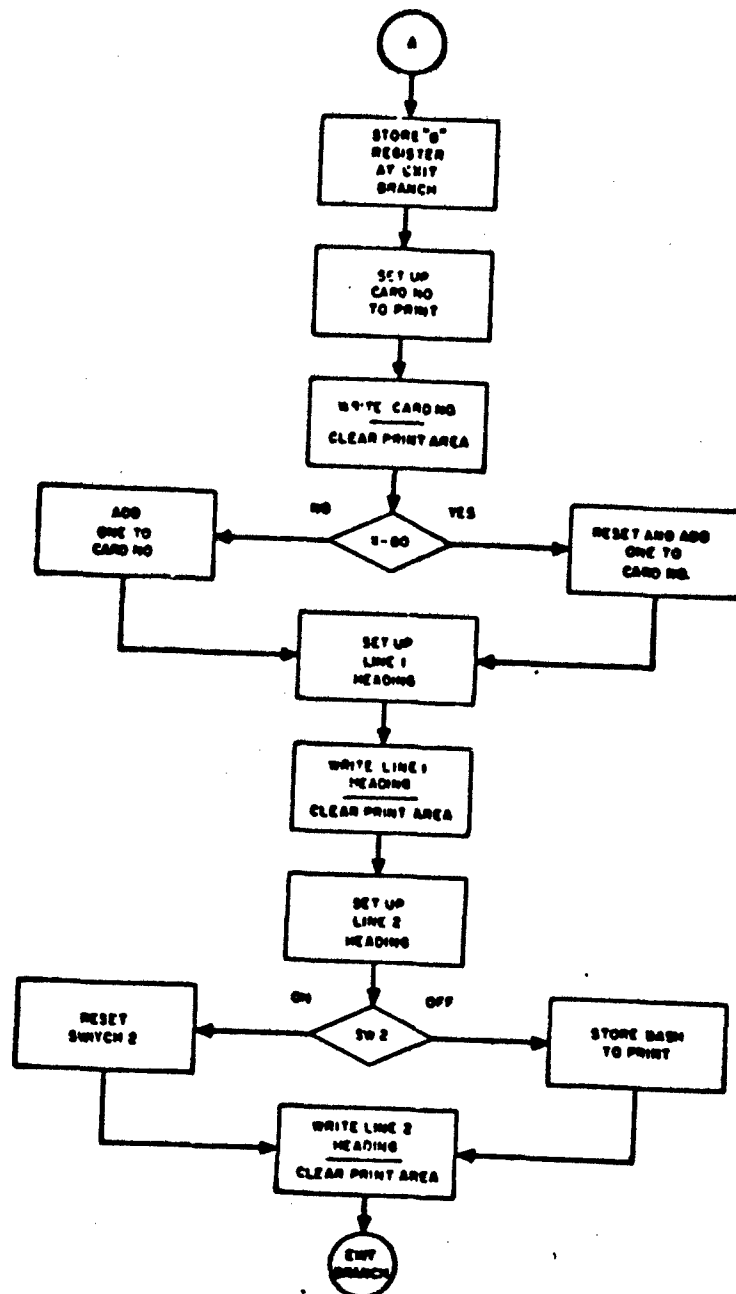 A
STORE "B"
REGISTER
AT EXIT
BRANCH
SET UP
CARD NO
TO PRINT
WRITE CARD NO.
CLEAR PRINT AREA
NO
YES
ADD
ONE TO
CARD NO
RESET AND ADD
ONE TO
CARD NO.
SET UP
LINE 1
HEADING
WRITE LINE 1
HEADING
CLEAR PRINT AREA
SET UP
LINE 2
HEADING
ON
OFF
RESET
SWITCH 2
SW 2
STORE DASH
TO PRINT
WRITE LINE 2
HEADING
CLEAR PRINT AREA
EXIT
BRANCH